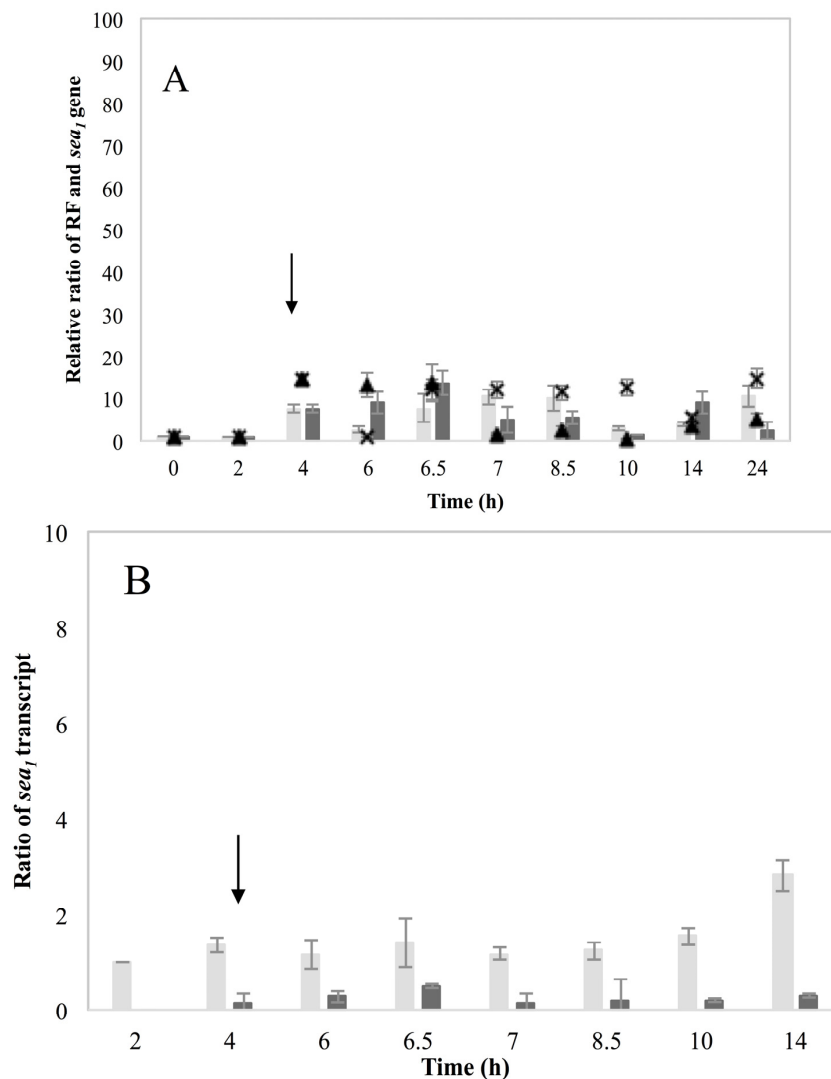 100
A
90
80
70
60
50
40
30
20
10
0
Relative ratio of RF and sea1 gene
0 2 4 6 6.5 7 8.5 10 14 24
Time (h)
10
B
8
6
4
2
0
Ratio of sea1 transcript
2 4 6 6.5 7 8.5 10 14
Time (h)